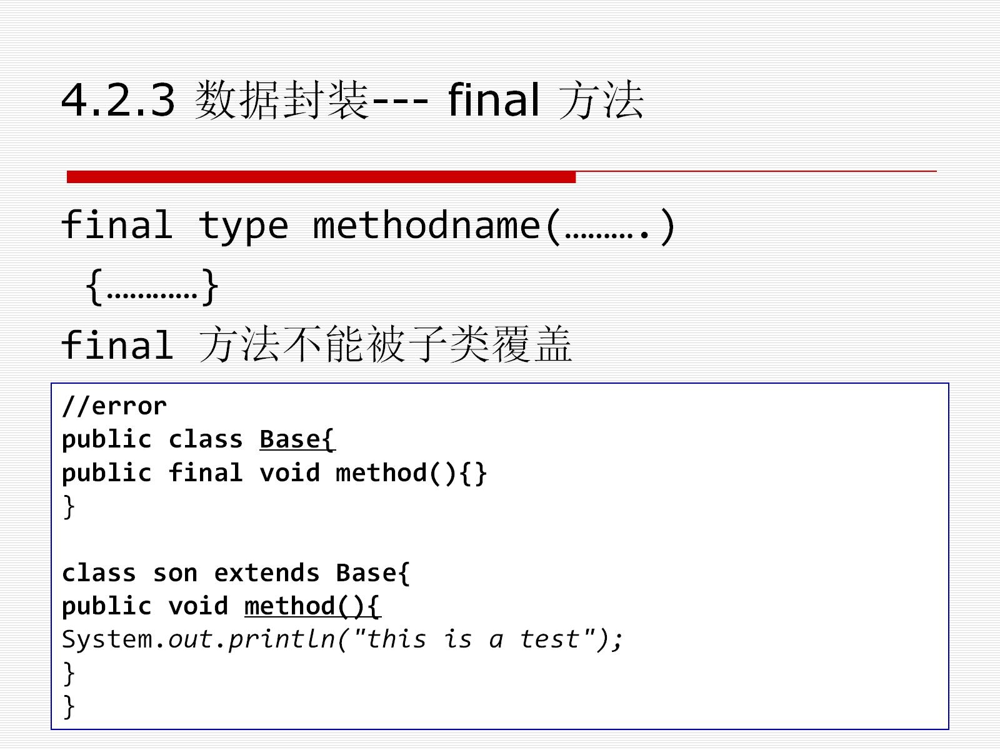 4.2.3 数据封装--- final 方法
final type methodname(……….)
{…………}
final 方法不能被子类覆盖
//error
public class Base{
public final void method(){}
}
class son extends Base{
public void method(){
System.out.println("this is a test");
}
}